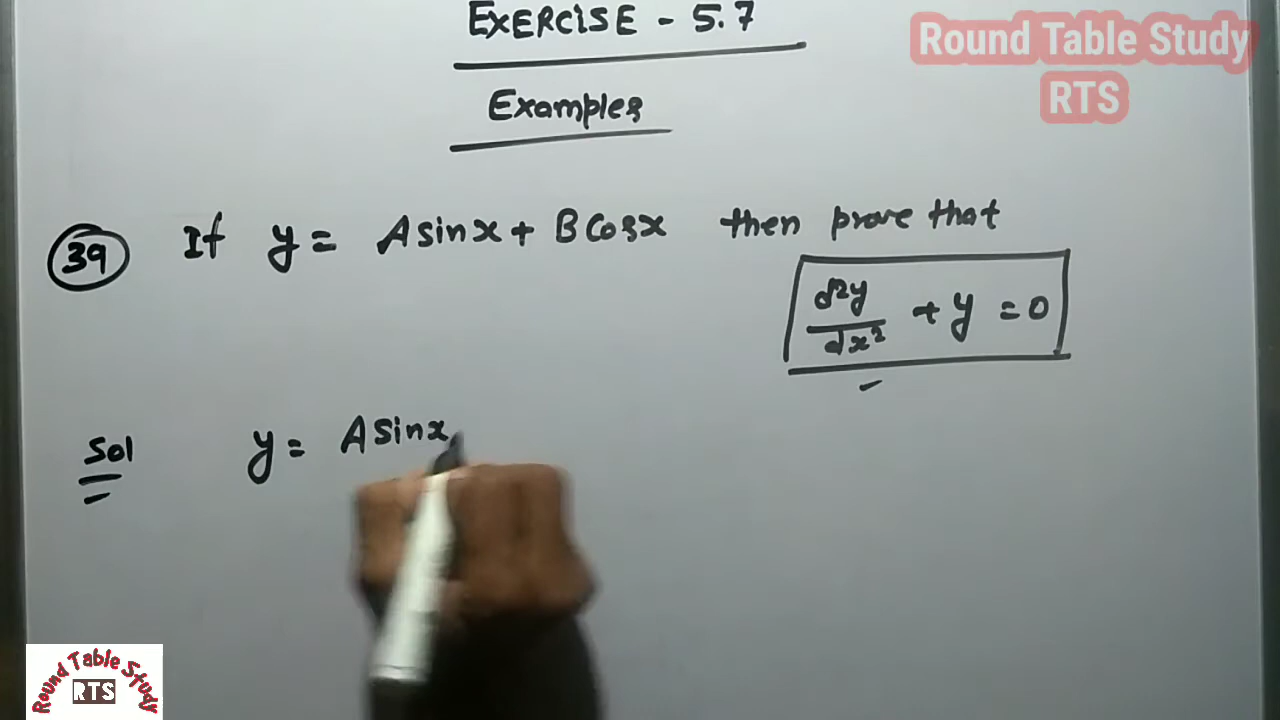 EXERCISE - 5.7
Round Table Study
RTS
Examples
39 If y = A sinx + B Cosx then prove that
d²y/dx² + y = 0
Sol y = A sinx
Round Table Study
RTS